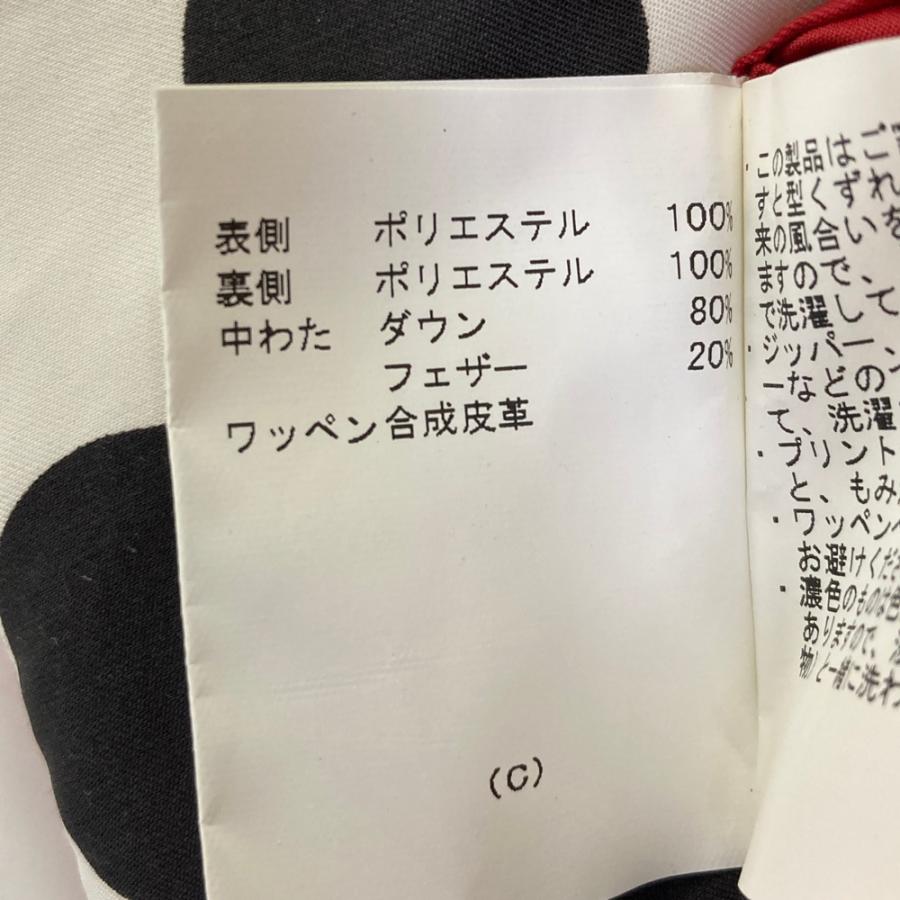 表側 ポリエステル 100%
裏側 ポリエステル 100%
中わた ダウン 80%
フェザー 20%
ワッペン 合成皮革
(C)
・この製品はご
すと型くずれ
来の風合いを
ますので、
で洗濯して
・ジッパー、
ーなどの
て、洗濯
・プリント
と、もみ
・ワッペン
お避けくださ
・濃色のものは色
ありますので、
物)と一緒に洗わ